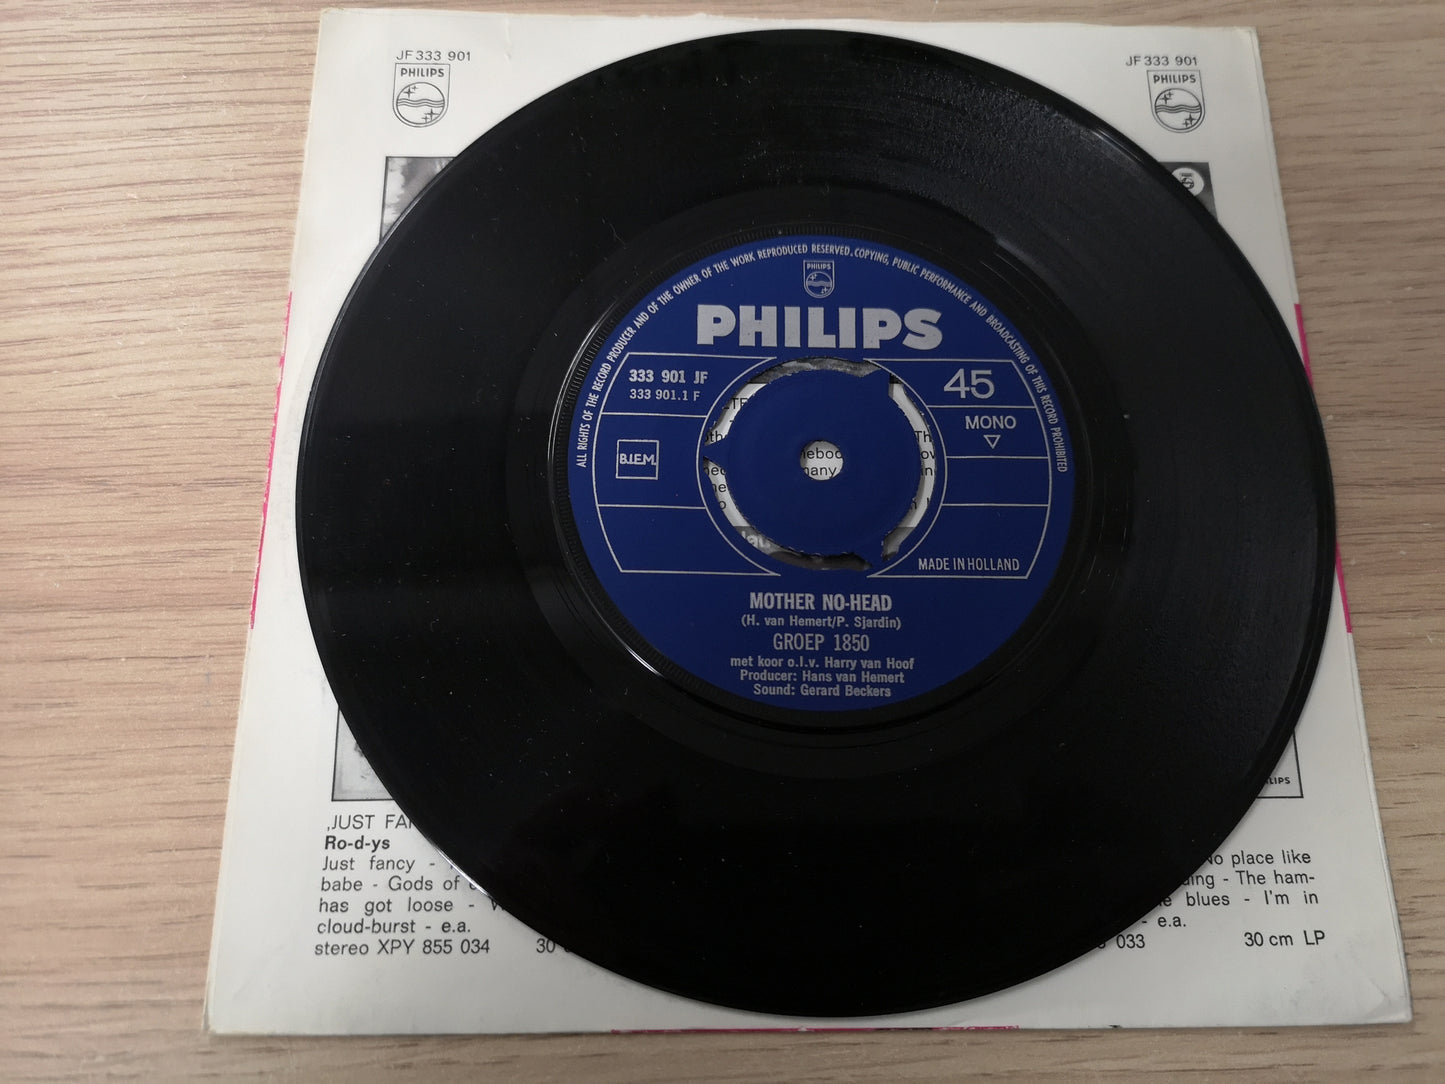 JF 333 901
PHILIPS
JF 333 901
PHILIPS
ALL RIGHTS OF THE RECORD PRODUCER AND OF THE OWNER OF THE WORK REPRODUCED RESERVED. COPYING, PUBLIC PERFORMANCE AND BROADCASTING OF THIS RECORD PROHIBITED
PHILIPS
PHILIPS
333 901 JF
333 901.1 F
45
MONO
B.I.E.M.
MADE IN HOLLAND
MOTHER NO-HEAD
(H. van Hemert/P. Sjardin)
GROEP 1850
met koor o.l.v. Harry van Hoof
Producer: Hans van Hemert
Sound: Gerard Beckers
‚JUST
Ro-d-ys
Just fancy -
babe - Gods of
has got loose -
cloud-burst - e.a.
stereo XPY 855 034 30
No place like
- The ham-
blues - I'm in
- e.a.
033 30 cm LP